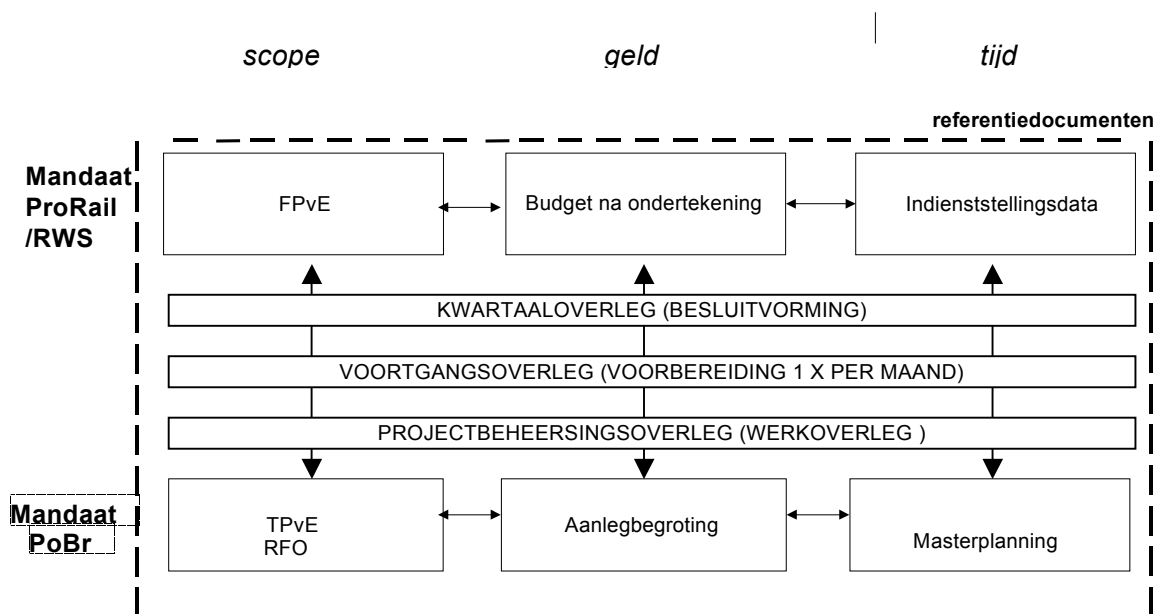 scope
geld
tijd
referentiedocumenten
Mandaat
ProRail
/RWS
FPvE
Budget na ondertekening
Indienststellingsdata
KWARTAALOVERLEG (BESLUITVORMING)
VOORTGANGSOVERLEG (VOORBEREIDING 1 X PER MAAND)
PROJECTBEHEERSINGSOVERLEG (WERKOVERLEG )
Mandaat
PoBr
TPvE
RFO
Aanlegbegroting
Masterplanning